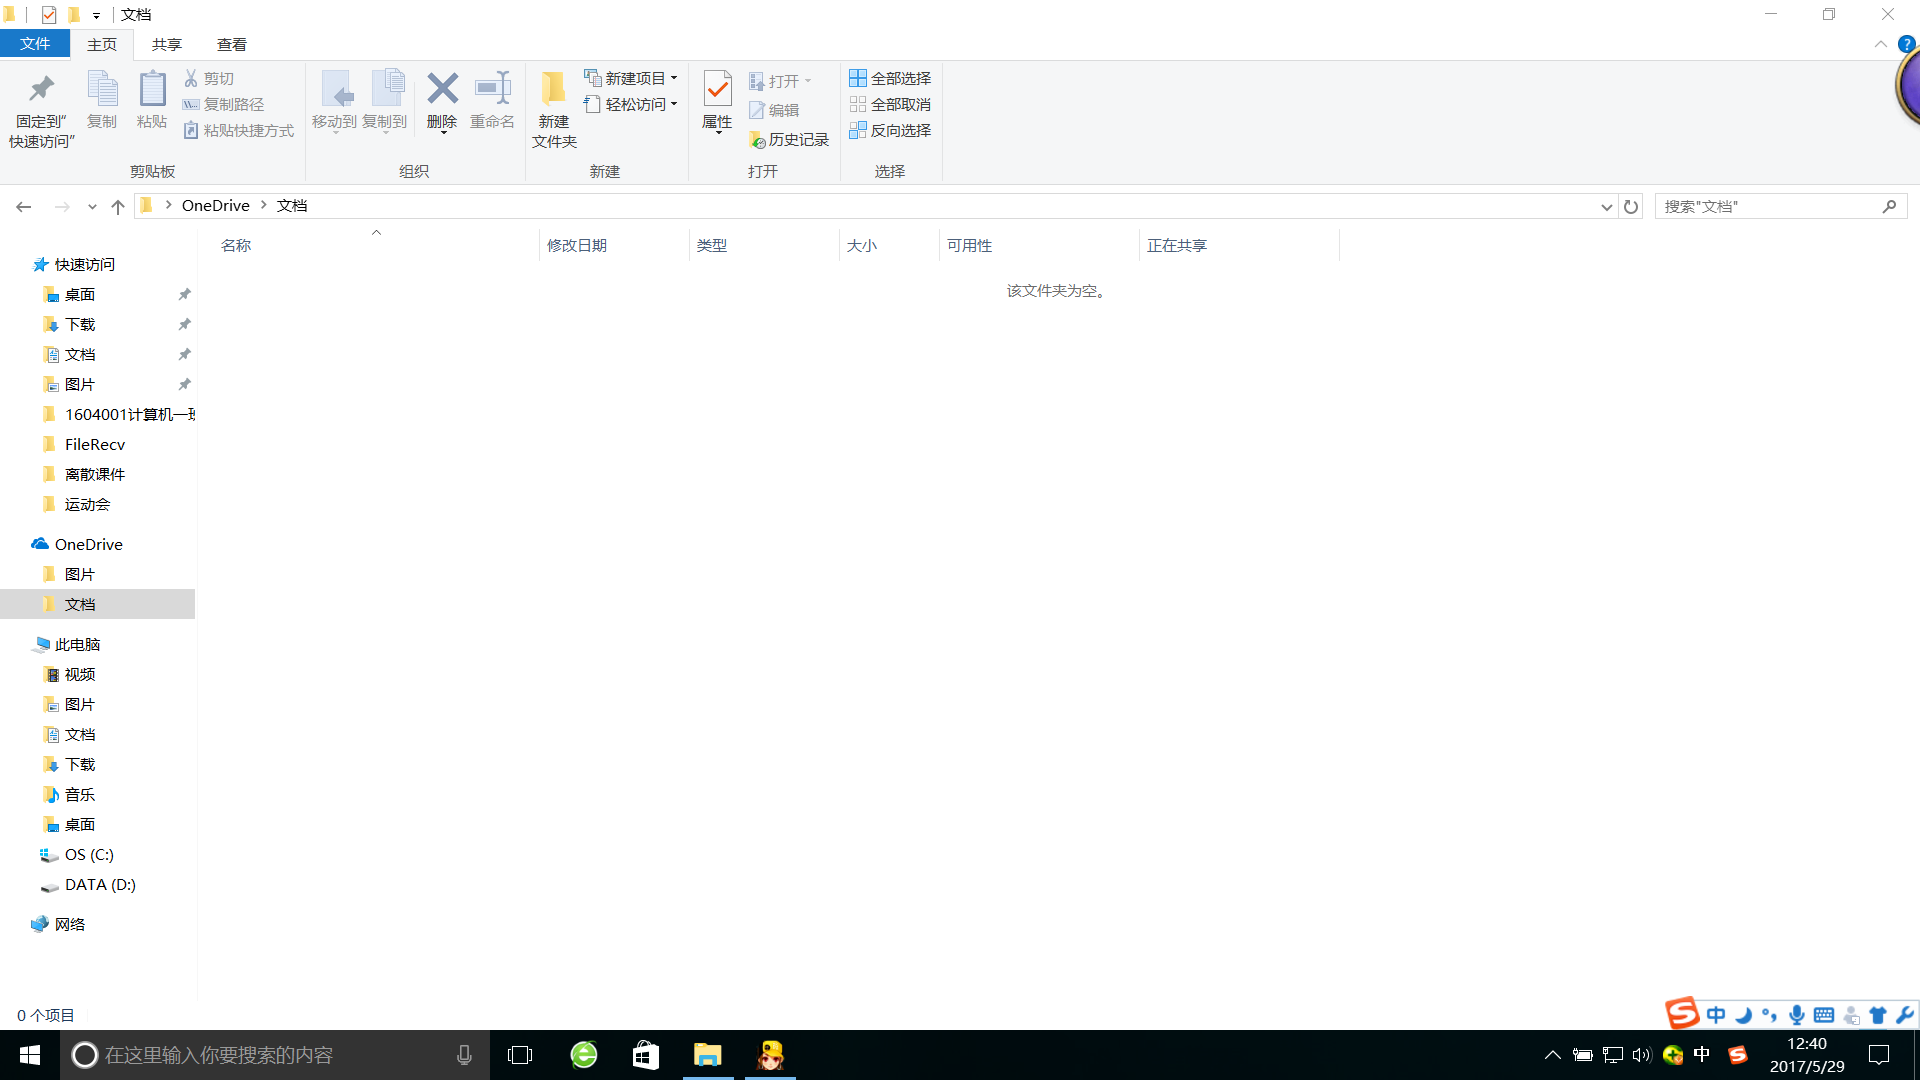 文档
文件 主页 共享 查看
固定到"
快速访问"
复制
粘贴
剪切
复制路径
粘贴快捷方式
剪贴板
移动到
复制到
删除
重命名
组织
新建
文件夹
新建项目
轻松访问
新建
属性
打开
编辑
历史记录
打开
全部选择
全部取消
反向选择
选择
OneDrive 文档
搜索"文档"
名称 修改日期 类型 大小 可用性 正在共享
该文件夹为空。
快速访问
桌面
下载
文档
图片
1604001计算机一
FileRecv
离散课件
运动会
OneDrive
图片
文档
此电脑
视频
图片
文档
下载
音乐
桌面
OS (C:)
DATA (D:)
网络
0 个项目
中
在这里输入你要搜索的内容
中
12:40
2017/5/29